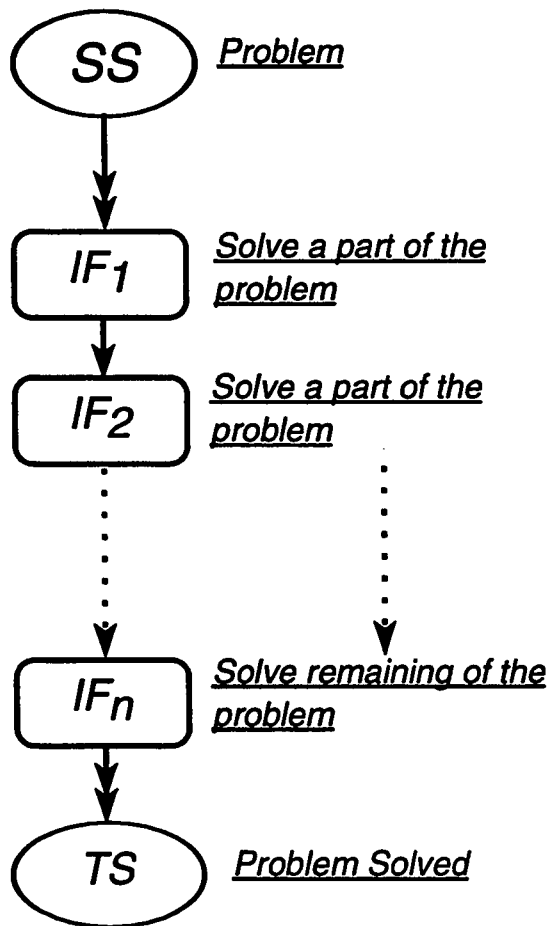 SS
Problem
IF1
Solve a part of the
problem
IF2
Solve a part of the
problem
IFn
Solve remaining of the
problem
TS
Problem Solved